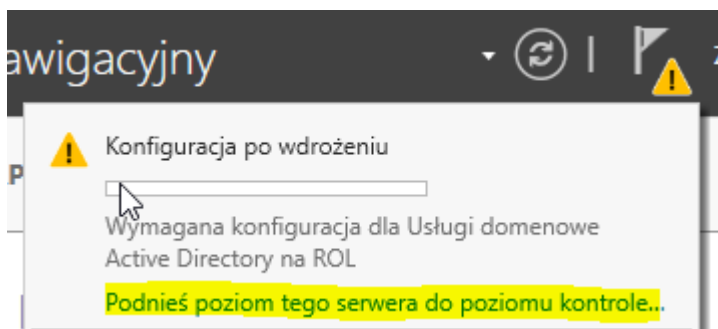 awigacyjny
Konfiguracja po wdrożeniu
P
Wymagana konfiguracja dla Usługi domenowe
Active Directory na ROL
Podnieś poziom tego serwera do poziomu kontrole...